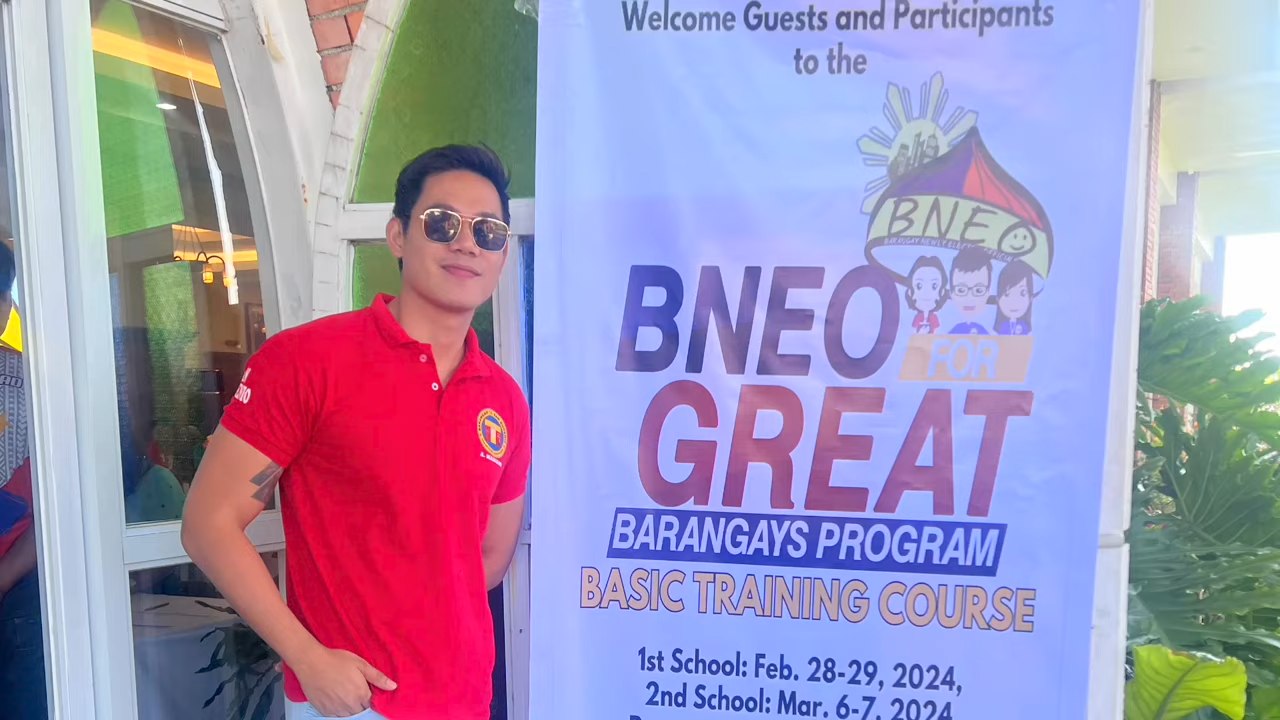 Welcome Guests and Participants
to the
BNEO
BNEO
FOR
GREAT
BARANGAYS PROGRAM
BASIC TRAINING COURSE
1st School: Feb. 28-29, 2024,
2nd School: Mar. 6-7, 2024
T